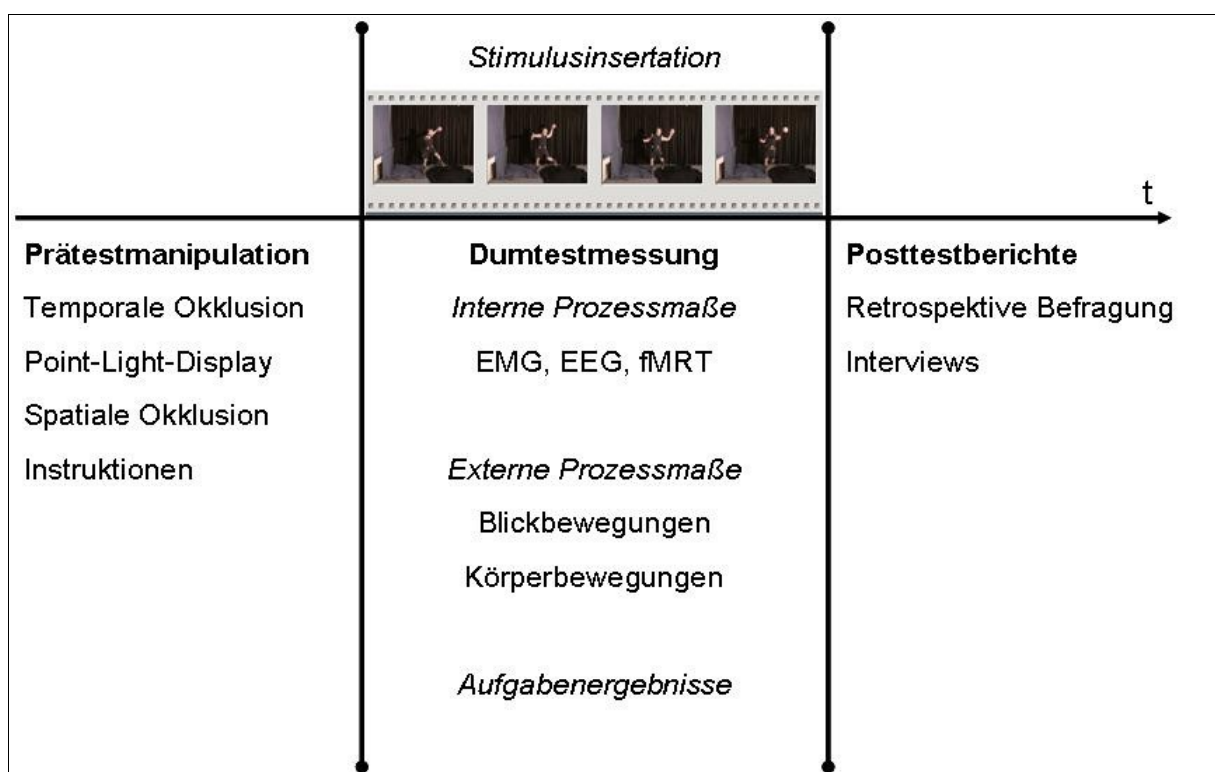 Stimulusinsertation
t
Prätestmanipulation
Temporale Okklusion
Point-Light-Display
Spatiale Okklusion
Instruktionen
Dumtestmessung
Interne Prozessmaße
EMG, EEG, fMRT
Externe Prozessmaße
Blickbewegungen
Körperbewegungen
Aufgabenergebnisse
Posttestberichte
Retrospektive Befragung
Interviews